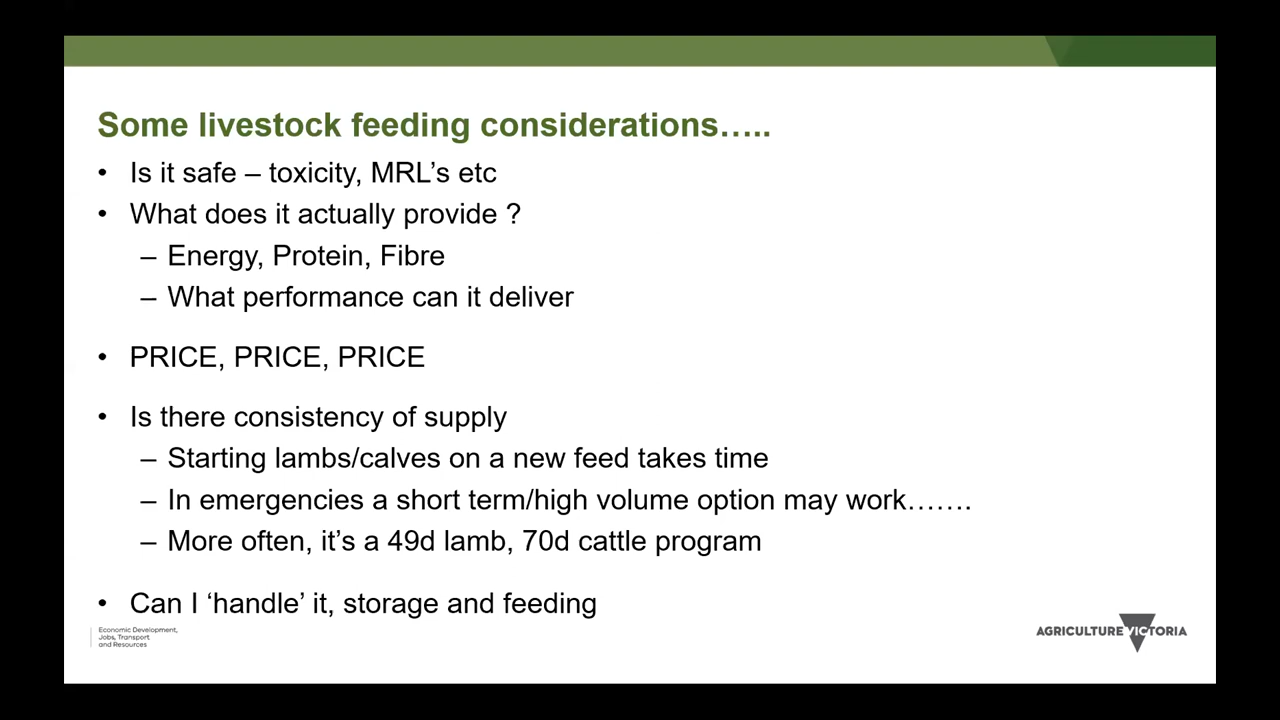 Some livestock feeding considerations…..
• Is it safe – toxicity, MRL’s etc
• What does it actually provide ?
– Energy, Protein, Fibre
– What performance can it deliver
• PRICE, PRICE, PRICE
• Is there consistency of supply
– Starting lambs/calves on a new feed takes time
– In emergencies a short term/high volume option may work…….
– More often, it’s a 49d lamb, 70d cattle program
• Can I ‘handle’ it, storage and feeding
Economic Development,
Jobs, Transport
and Resources
AGRICULTURE VICTORIA